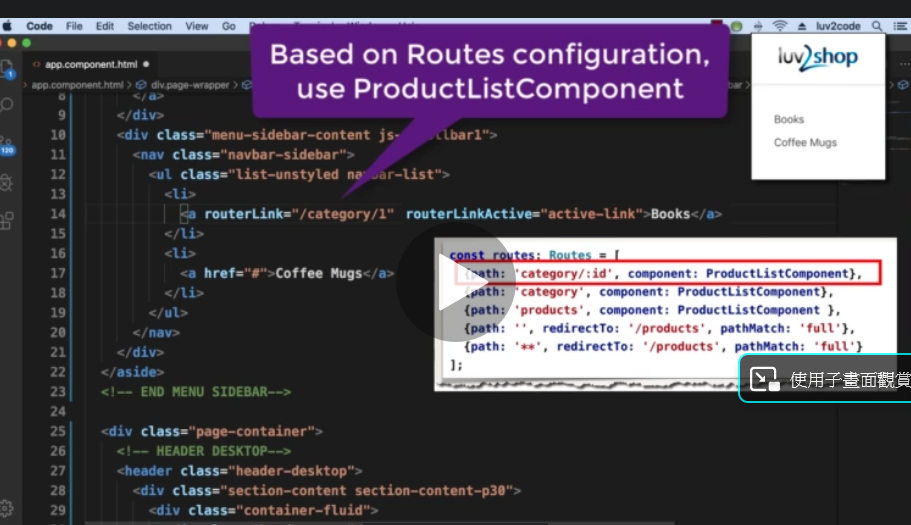 Code File Edit Selection View Go
luv2code
app.component.html
app.component.html > div.page-wrapper >
Based on Routes configuration,
use ProductListComponent
luv2shop
Books
Coffee Mugs
1
120
8 </a>
9 </div>
10 <div class="menu-sidebar-content js-
11 <nav class="navbar-sidebar">
12 <ul class="list-unstyled navbar-list">
13 <li>
14 <a routerLink="/category/1" routerLinkActive="active-link">Books</a>
15 </li>
16 <li>
17 <a href="#">Coffee Mugs</a>
18 </li>
19 </ul>
20 </nav>
21 </div>
22 </aside>
23 <!-- END MENU SIDEBAR-->
24
25 <div class="page-container">
26 <!-- HEADER DESKTOP-->
27 <header class="header-desktop">
28 <div class="section-content section-content-p30">
29 <div class="container-fluid">
const routes: Routes = [
{path: 'category/:id', component: ProductListComponent},
{path: 'category', component: ProductListComponent},
{path: 'products', component: ProductListComponent },
{path: '', redirectTo: '/products', pathMatch: 'full'},
{path: '**', redirectTo: '/products', pathMatch: 'full'}
];
使用子畫面觀賞